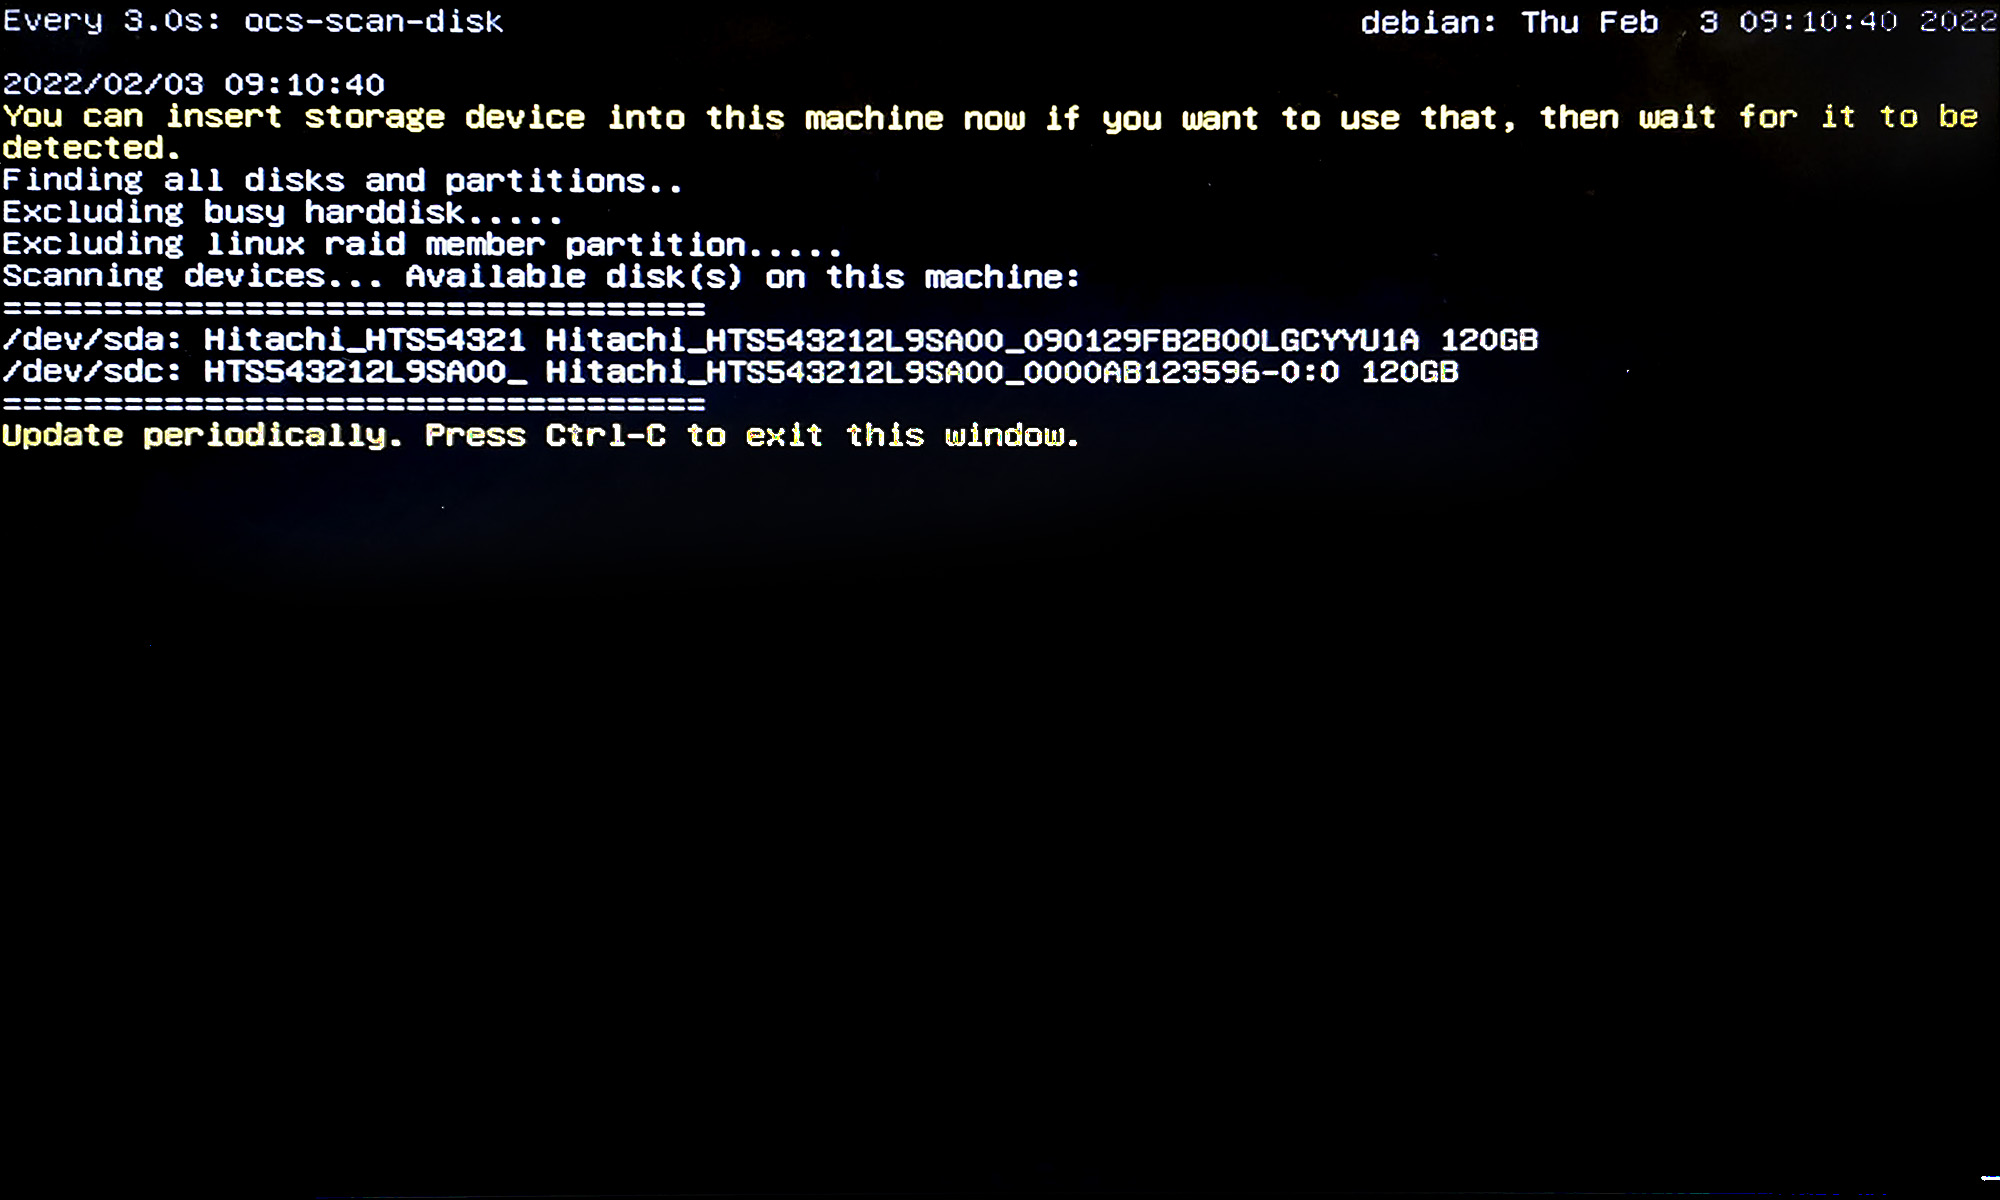 Every 3.0s: ocs-scan-disk debian: Thu Feb  3 09:10:40 2022
2022/02/03 09:10:40
You can insert storage device into this machine now if you want to use that, then wait for it to be
detected.
Finding all disks and partitions..
Excluding busy harddisk.....
Excluding linux raid member partition.....
Scanning devices... Available disk(s) on this machine:
===================================
/dev/sda: Hitachi_HTS54321 Hitachi_HTS543212L9SA00_090129FB2B00LGCYYU1A 120GB
/dev/sdc: HTS543212L9SA00_ Hitachi_HTS543212L9SA00_0000AB123596-0:0 120GB
===================================
Update periodically. Press Ctrl-C to exit this window.